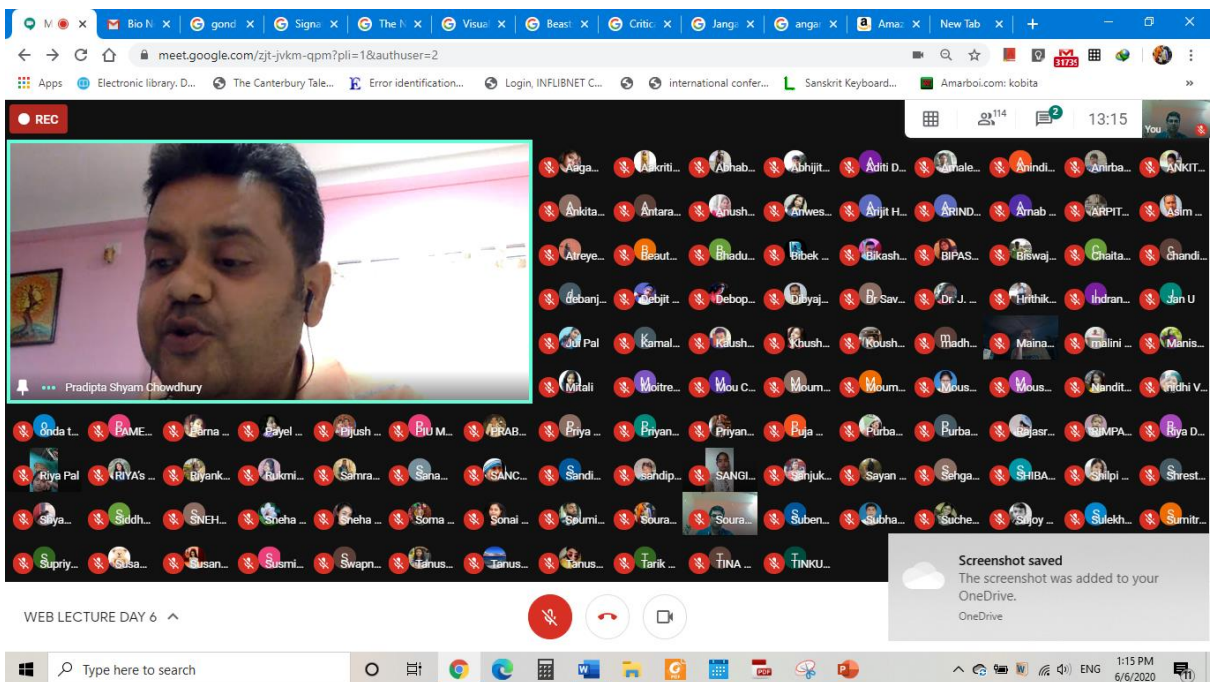 M
Bio N
gond
Signa
The N
Visua
Beast
Critic
Janga
angar
Amaz
New Tab
meet.google.com/zjt-jvkm-qpm?pli=1&authuser=2
Apps Electronic library. D... The Canterbury Tale... Error identification... Login, INFLIBNET C... international confer... Sanskrit Keyboard... Amarboi.com: kobita »
REC
114 2 13:15 You
Aakriti... Abhab... Abhijit... Aditi D... Anindi... Anirba... ANKIT...
Ankita... Antara... Anush... Anwes... Arijit H... ARIND... Arnab ... ARPIT... Asim ...
Atreye... Beaut... Bhadu... Bibek ... Bikash... BIPAS... Biswaj... Chaita... Chandi...
debanj... Debjit ... Debop... Dibyaj... Dr Sav... Dr. J. ... Hrithik... Indran... Jan U
Jul Pal Kamal... Kaush... Khush... Koush... madh... Maina... malini ... Manis...
Pradipta Shyam Chowdhury
Mitali Moitre... Mou C... Moum... Moum... Mous... Mous... Nandit... nidhi V...
onda t... PAME... Parna ... Payel ... Pijush ... PIU M... PRAB... Priya ... Priyan... Priyan... Puja ... Purba... Purba... Rajasr... RIMPA... Riya D...
Riya Pal RIYA's ... Riyank... Rukmi... Samra... Sana... SANC... Sandi... sandip... SANGI... Sanjuk... Sayan ... Sehga... SHIBA... Shilpi ... Shrest...
Siddh... SNEH... Sneha ... Sneha ... Soma ... Sonai ... Soumi... Soura... Soura... Suben... Subha... Suche... Sujoy ... Sulekh... Sumitr...
Supriy... Susa... Susan... Susmi... Swapn... Tanus... Tanus... Tanus... Tarik ... TINA ... TINKU...
Screenshot saved
The screenshot was added to your
OneDrive.
OneDrive
WEB LECTURE DAY 6
Type here to search
ENG
1:15 PM
6/6/2020